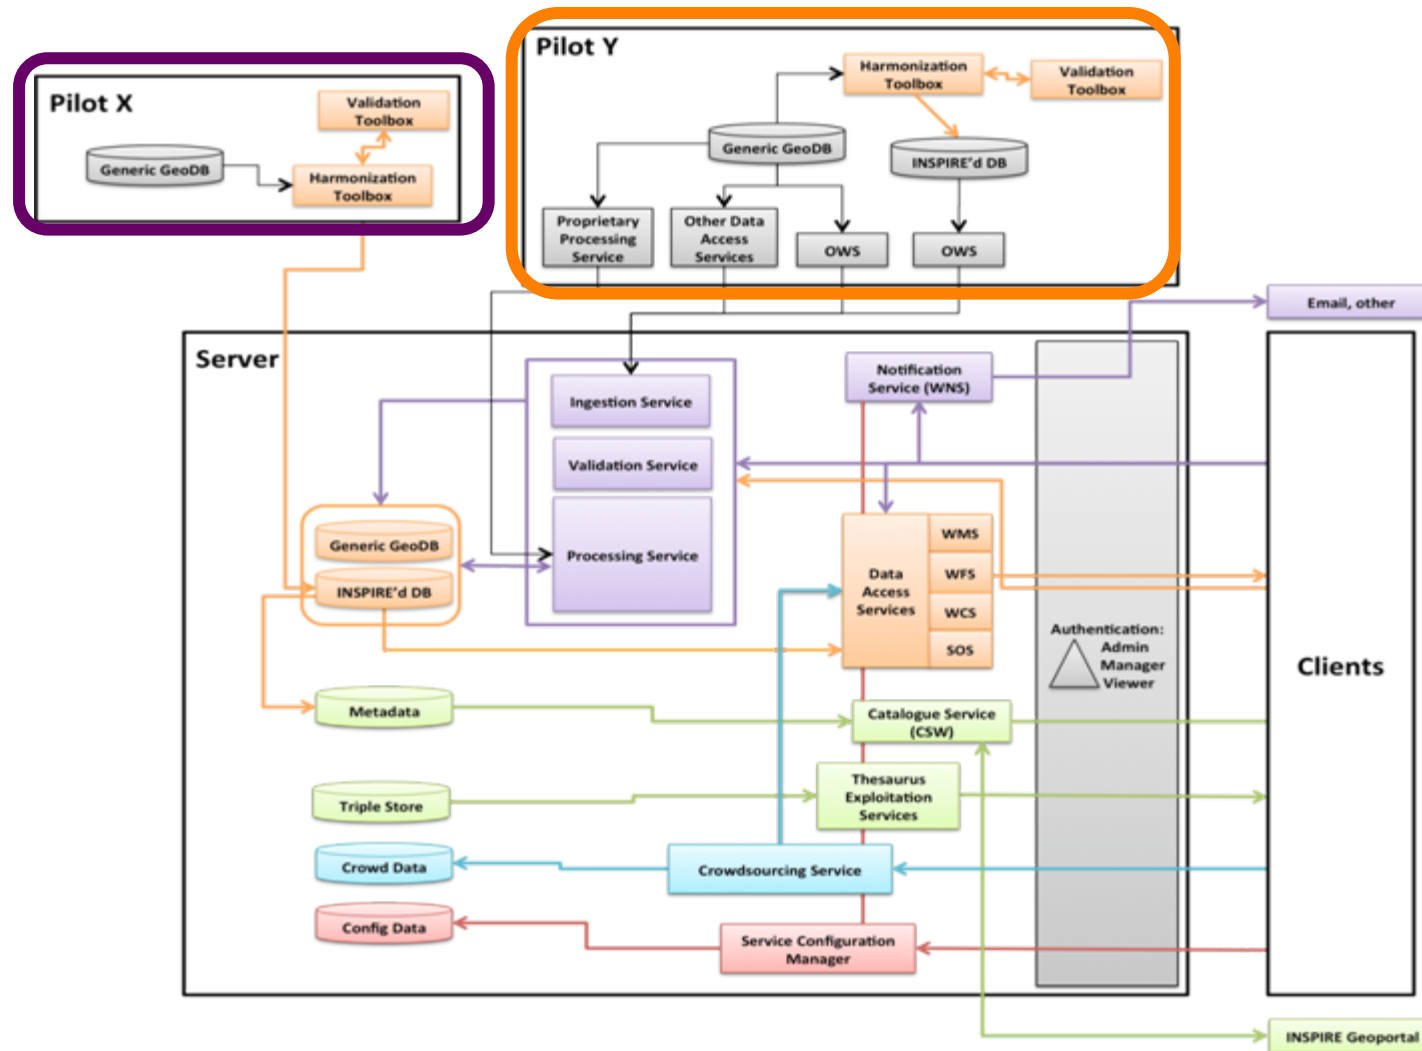 Pilot X
Validation
Toolbox
Generic GeoDB
Harmonization
Toolbox
Pilot Y
Harmonization
Toolbox
Validation
Toolbox
Generic GeoDB
INSPIRE'd DB
Proprietary
Processing
Service
Other Data
Access
Services
OWS
OWS
Email, other
Server
Ingestion Service
Validation Service
Processing Service
Notification
Service (WNS)
Generic GeoDB
INSPIRE'd DB
Data
Access
Services
WMS
WFS
WCS
SOS
Authentication:
Admin
Manager
Viewer
Clients
Metadata
Catalogue Service
(CSW)
Triple Store
Thesaurus
Exploitation
Services
Crowd Data
Crowdsourcing Service
Config Data
Service Configuration
Manager
INSPIRE Geoportal